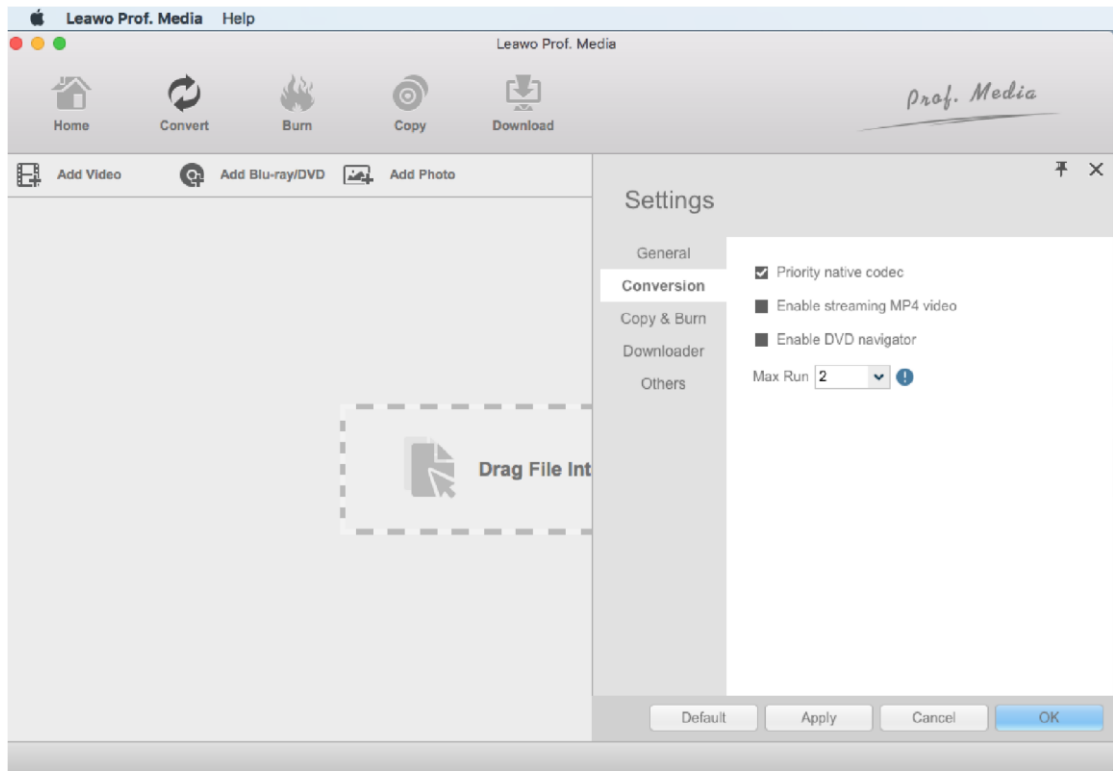 Leawo Prof. Media Help
Leawo Prof. Media
Home Convert Burn Copy Download
Prof. Media
Add Video Add Blu-ray/DVD Add Photo
Settings
General
Conversion
Copy & Burn
Downloader
Others
Priority native codec
Enable streaming MP4 video
Enable DVD navigator
Max Run 2
Drag File Int
Default Apply Cancel OK